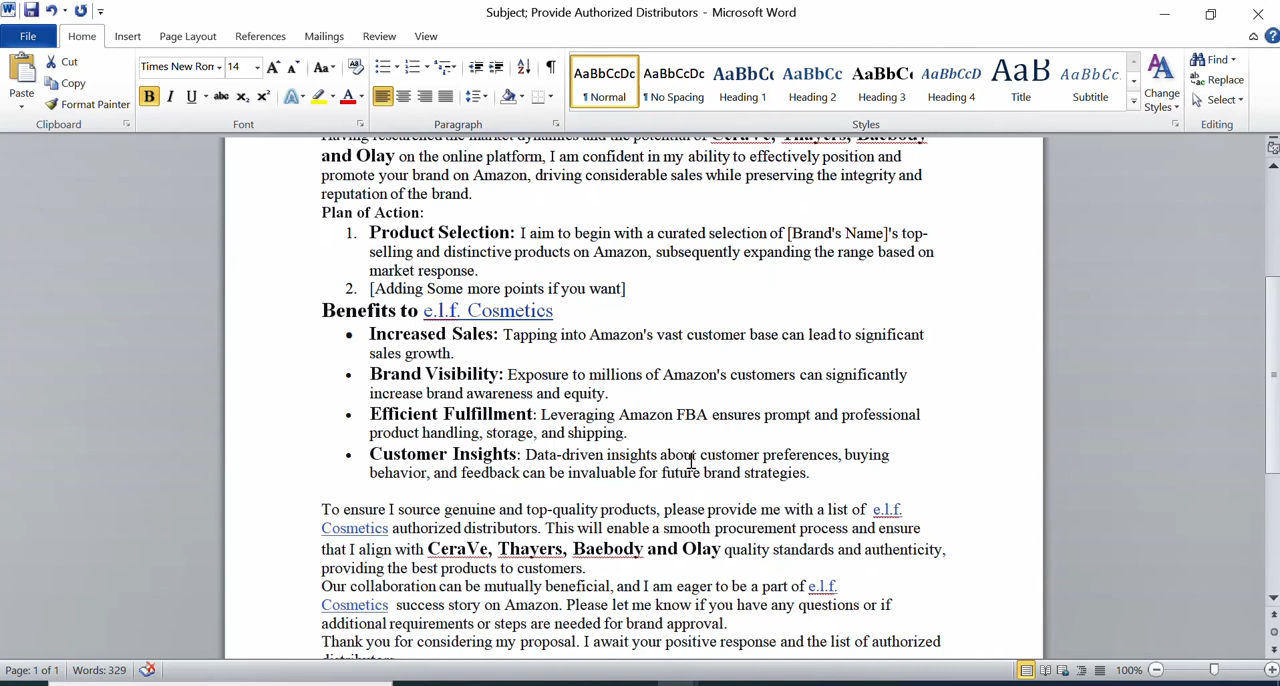 Subject; Provide Authorized Distributors - Microsoft Word
File Home Insert Page Layout References Mailings Review View
Paste
Cut
Copy
Format Painter
Clipboard
Times New Ron 14
Font
Paragraph
AaBbCcDc AaBbCcDc AaBbCc AaBbCc AaBbCc AaBbCcD AaB AaBbCc.
¶ Normal ¶ No Spacing Heading 1 Heading 2 Heading 3 Heading 4 Title Subtitle
Styles
Change Styles
Find
Replace
Select
Editing
Having researched the market dynamics and the potential of CeraVe, Thayers, Baebody
and Olay on the online platform, I am confident in my ability to effectively position and
promote your brand on Amazon, driving considerable sales while preserving the integrity and
reputation of the brand.
Plan of Action:
1. Product Selection: I aim to begin with a curated selection of [Brand's Name]'s top-
selling and distinctive products on Amazon, subsequently expanding the range based on
market response.
2. [Adding Some more points if you want]
Benefits to e.l.f. Cosmetics
• Increased Sales: Tapping into Amazon's vast customer base can lead to significant
sales growth.
• Brand Visibility: Exposure to millions of Amazon's customers can significantly
increase brand awareness and equity.
• Efficient Fulfillment: Leveraging Amazon FBA ensures prompt and professional
product handling, storage, and shipping.
• Customer Insights: Data-driven insights about customer preferences, buying
behavior, and feedback can be invaluable for future brand strategies.
To ensure I source genuine and top-quality products, please provide me with a list of e.l.f.
Cosmetics authorized distributors. This will enable a smooth procurement process and ensure
that I align with CeraVe, Thayers, Baebody and Olay quality standards and authenticity,
providing the best products to customers.
Our collaboration can be mutually beneficial, and I am eager to be a part of e.l.f.
Cosmetics success story on Amazon. Please let me know if you have any questions or if
additional requirements or steps are needed for brand approval.
Thank you for considering my proposal. I await your positive response and the list of authorized
distributors.
Page: 1 of 1 Words: 329 100%